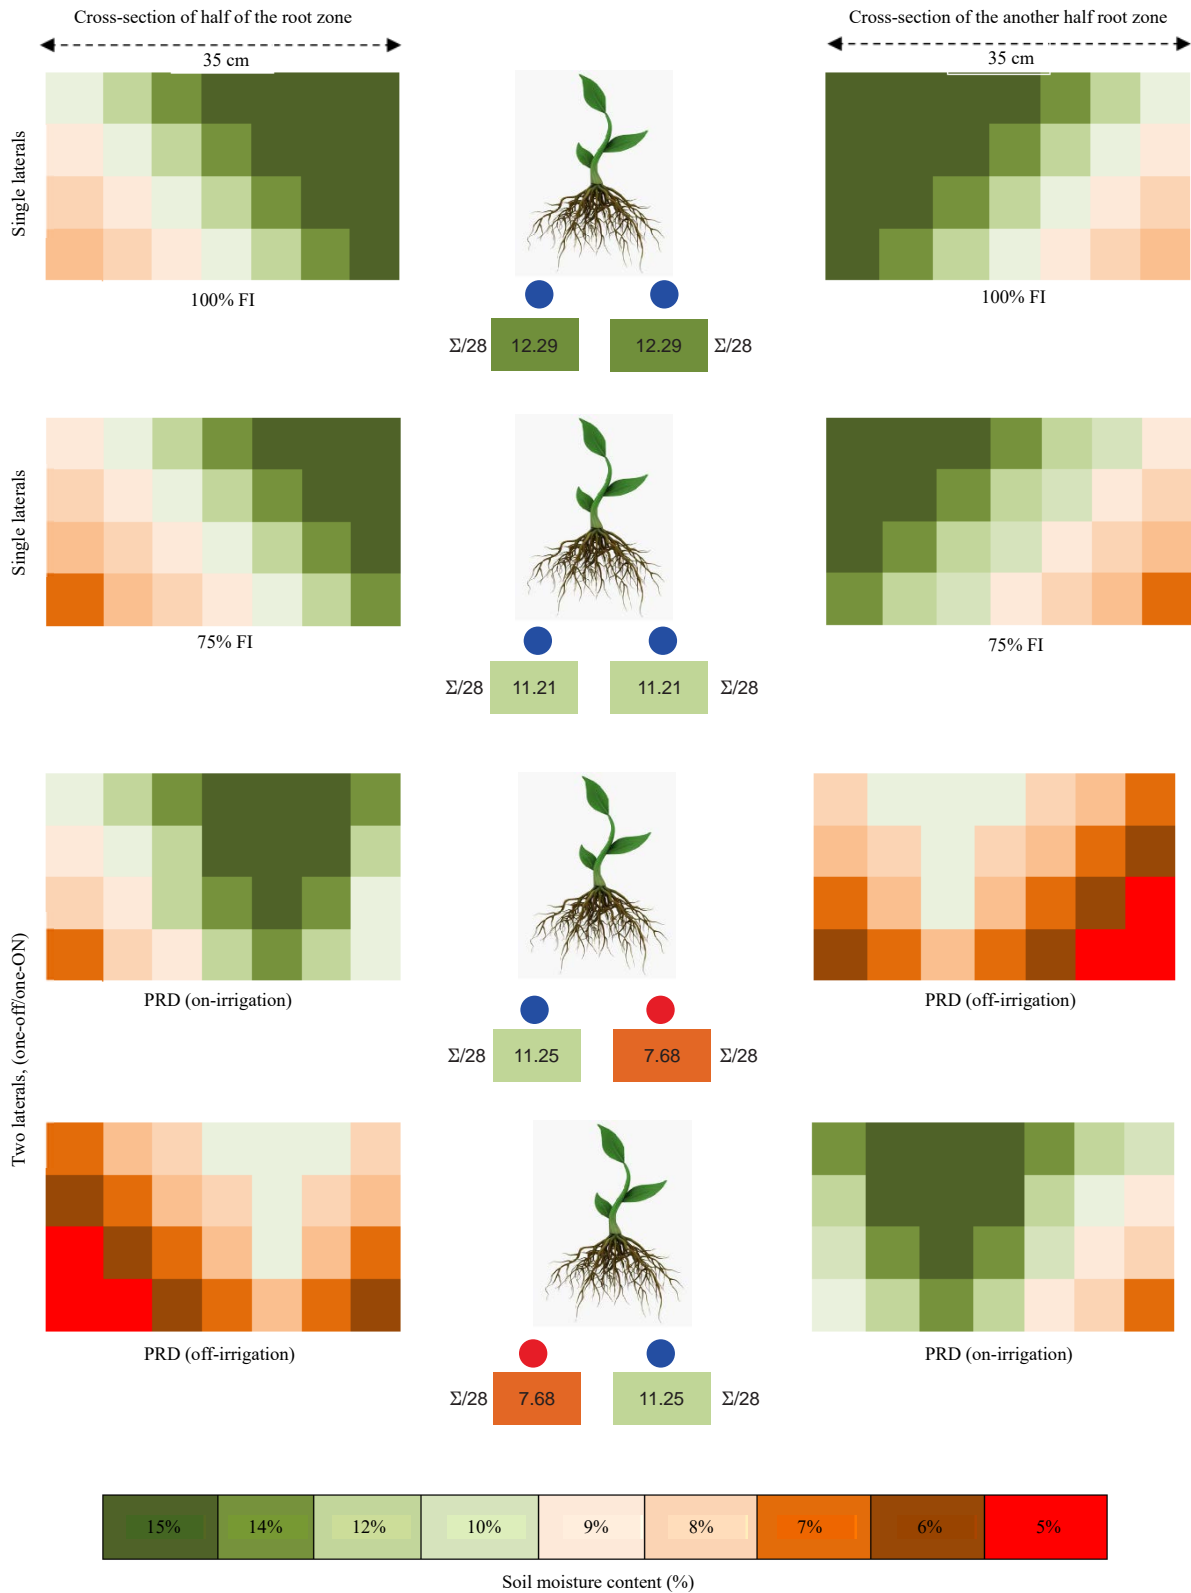 Cross-section of half of the root zone
Cross-section of the another half root zone
35 cm
35 cm
Single laterals
100% FI
100% FI
Σ/28 12.29 12.29 Σ/28
Single laterals
75% FI
75% FI
Σ/28 11.21 11.21 Σ/28
Two laterals, (one-off/one-ON)
PRD (on-irrigation)
PRD (off-irrigation)
Σ/28 11.25 7.68 Σ/28
PRD (off-irrigation)
PRD (on-irrigation)
Σ/28 7.68 11.25 Σ/28
15% 14% 12% 10% 9% 8% 7% 6% 5%
Soil moisture content (%)